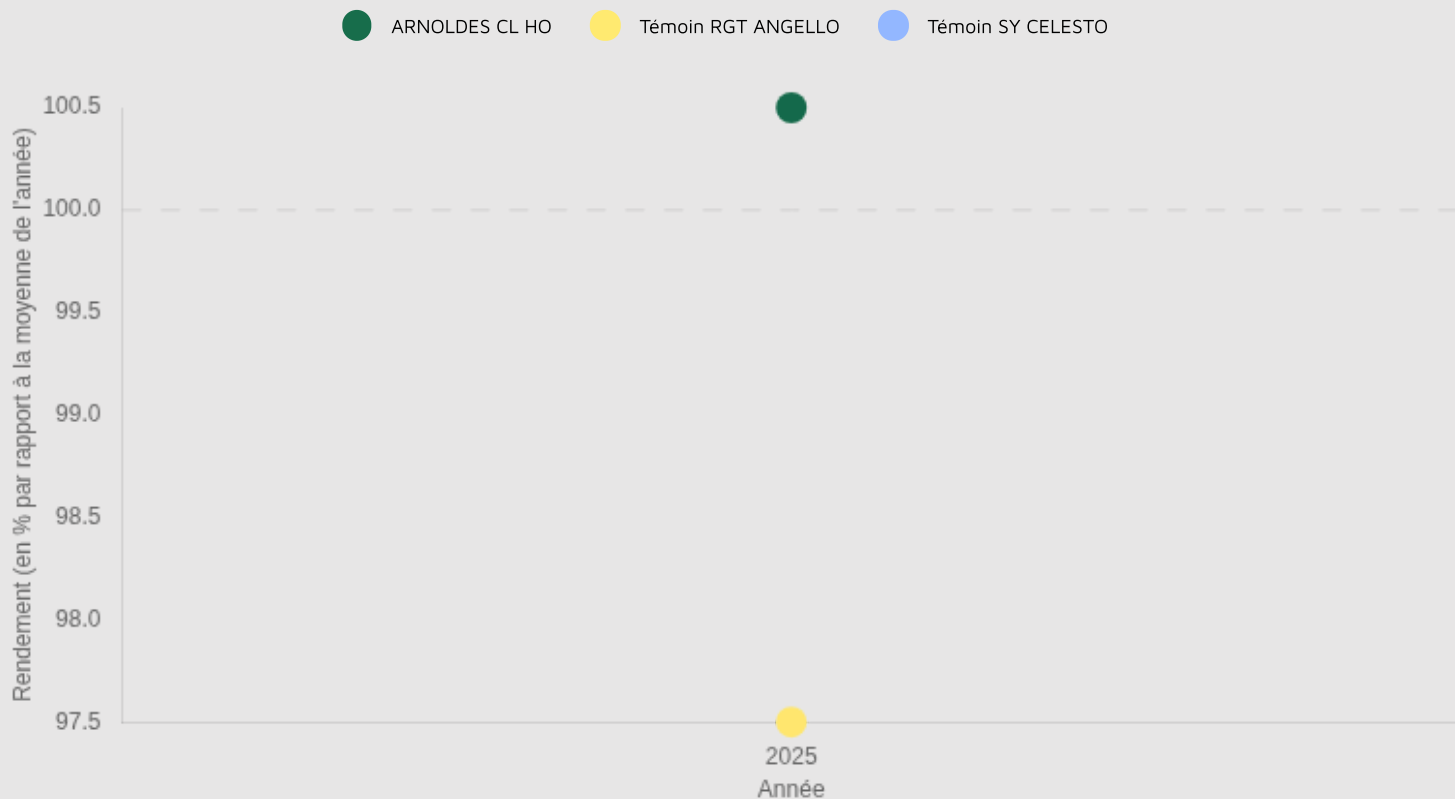 ARNOLDES CL HO
Témoin RGT ANGELLO
Témoin SY CELESTO
Rendement (en % par rapport à la moyenne de l'année)
100.5
100.0
99.5
99.0
98.5
98.0
97.5
2025
Année